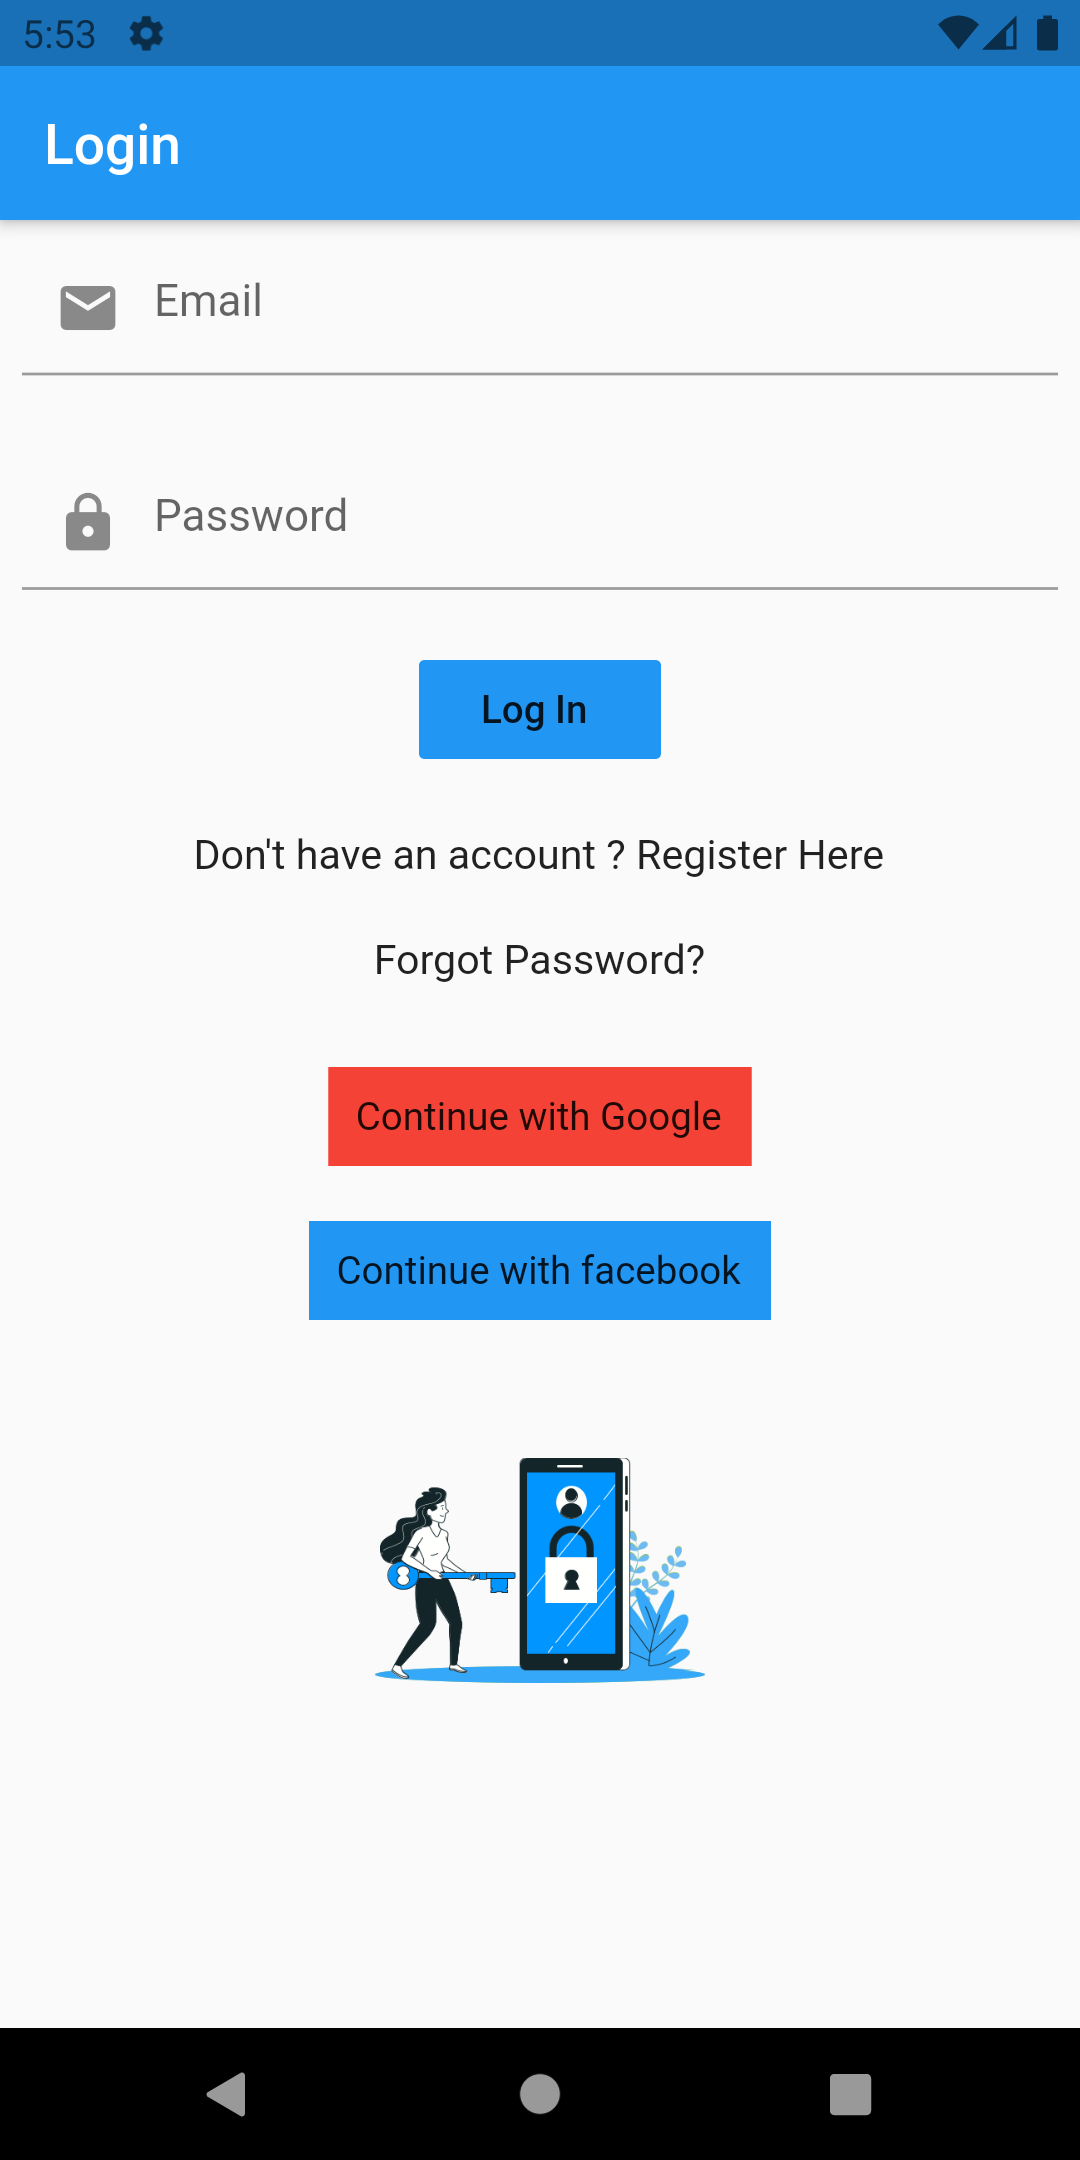 5:53
Login
Email
Password
Log In
Don't have an account ? Register Here
Forgot Password?
Continue with Google
Continue with facebook